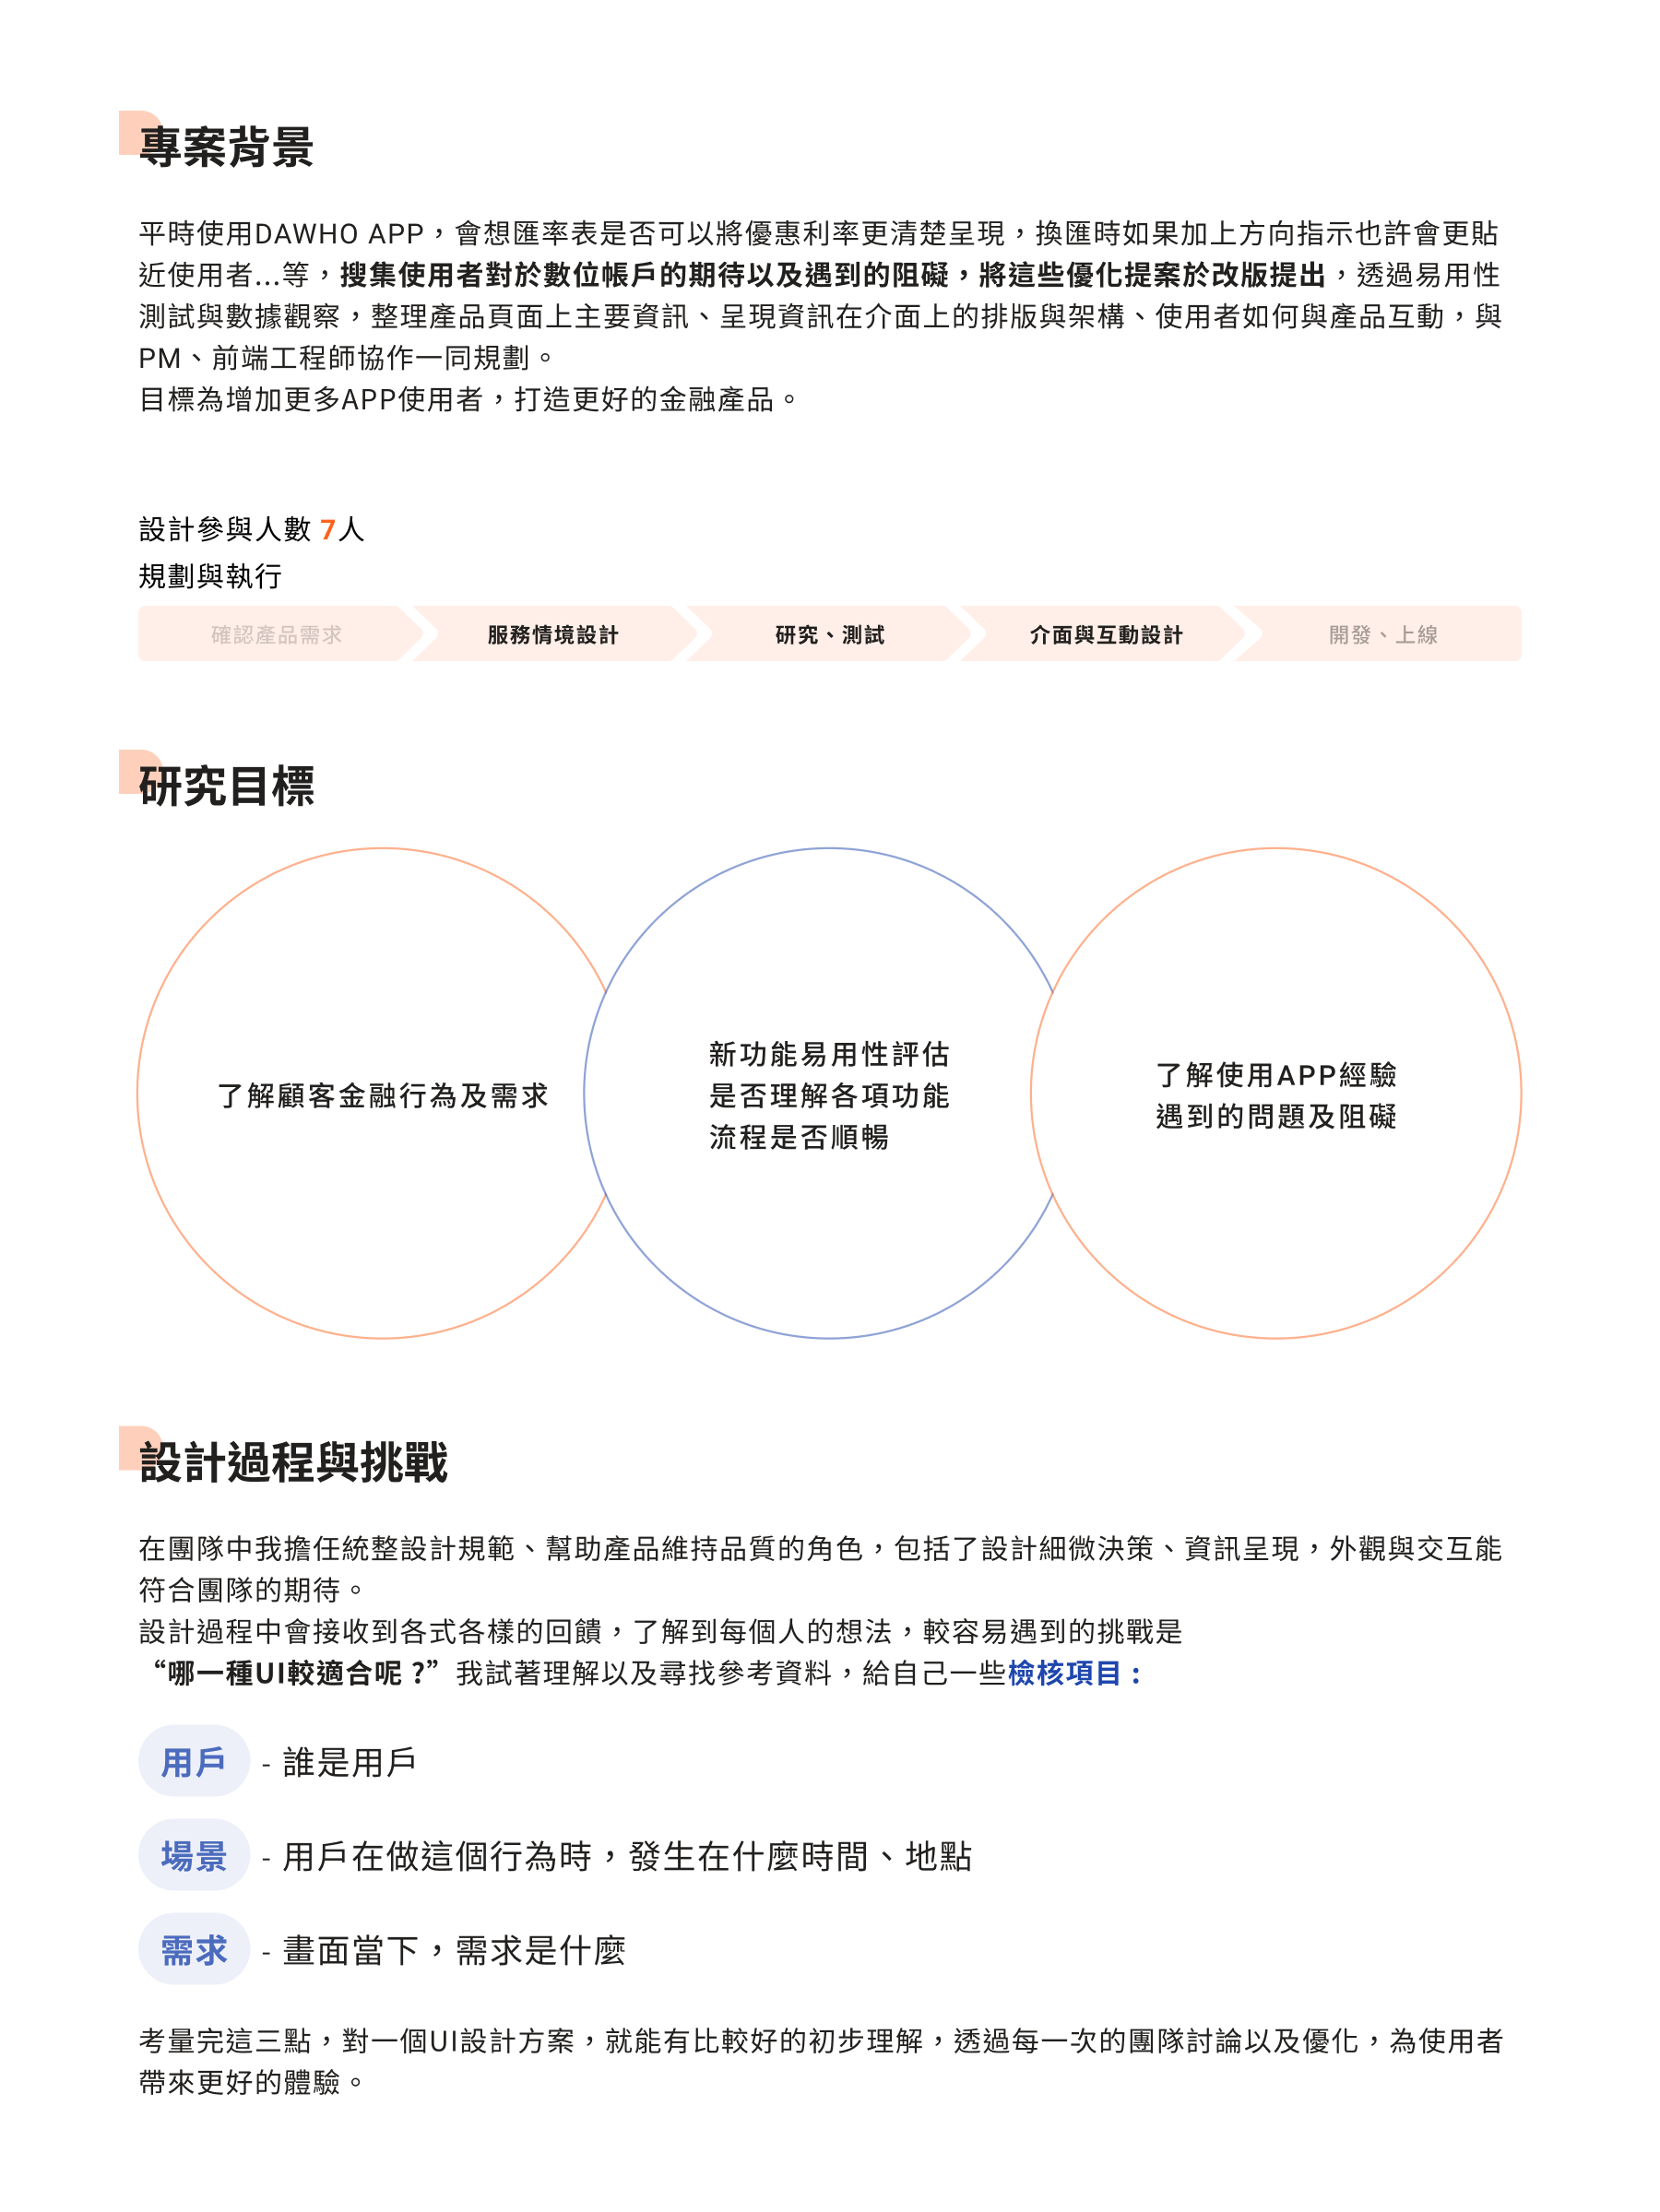 專案背景
平時使用DAWHO APP，會想匯率表是否可以將優惠利率更清楚呈現，換匯時如果加上方向指示也許會更貼
近使用者...等，搜集使用者對於數位帳戶的期待以及遇到的阻礙，將這些優化提案於改版提出，透過易用性
測試與數據觀察，整理產品頁面上主要資訊、呈現資訊在介面上的排版與架構、使用者如何與產品互動，與
PM、前端工程師協作一同規劃。
目標為增加更多APP使用者，打造更好的金融產品。
設計參與人數 7人
規劃與執行
確認產品需求
服務情境設計
研究、測試
介面與互動設計
開發、上線
研究目標
了解顧客金融行為及需求
新功能易用性評估
是否理解各項功能
流程是否順暢
了解使用APP經驗
遇到的問題及阻礙
設計過程與挑戰
在團隊中我擔任統整設計規範、幫助產品維持品質的角色，包括了設計細微決策、資訊呈現，外觀與交互能
符合團隊的期待。
設計過程中會接收到各式各樣的回饋，了解到每個人的想法，較容易遇到的挑戰是
“哪一種UI較適合呢？”我試著理解以及尋找參考資料，給自己一些檢核項目：
用戶 - 誰是用戶
場景 - 用戶在做這個行為時，發生在什麼時間、地點
需求 - 畫面當下，需求是什麼
考量完這三點，對一個UI設計方案，就能有比較好的初步理解，透過每一次的團隊討論以及優化，為使用者
帶來更好的體驗。